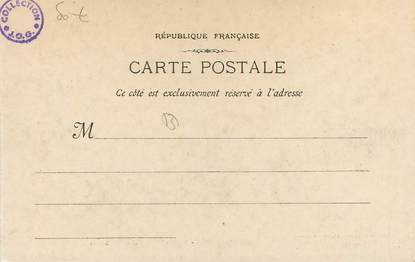 COLLECTION
J.O.G.
RÉPUBLIQUE FRANÇAISE
CARTE POSTALE
Ce côté est exclusivement réservé à l'adresse
M